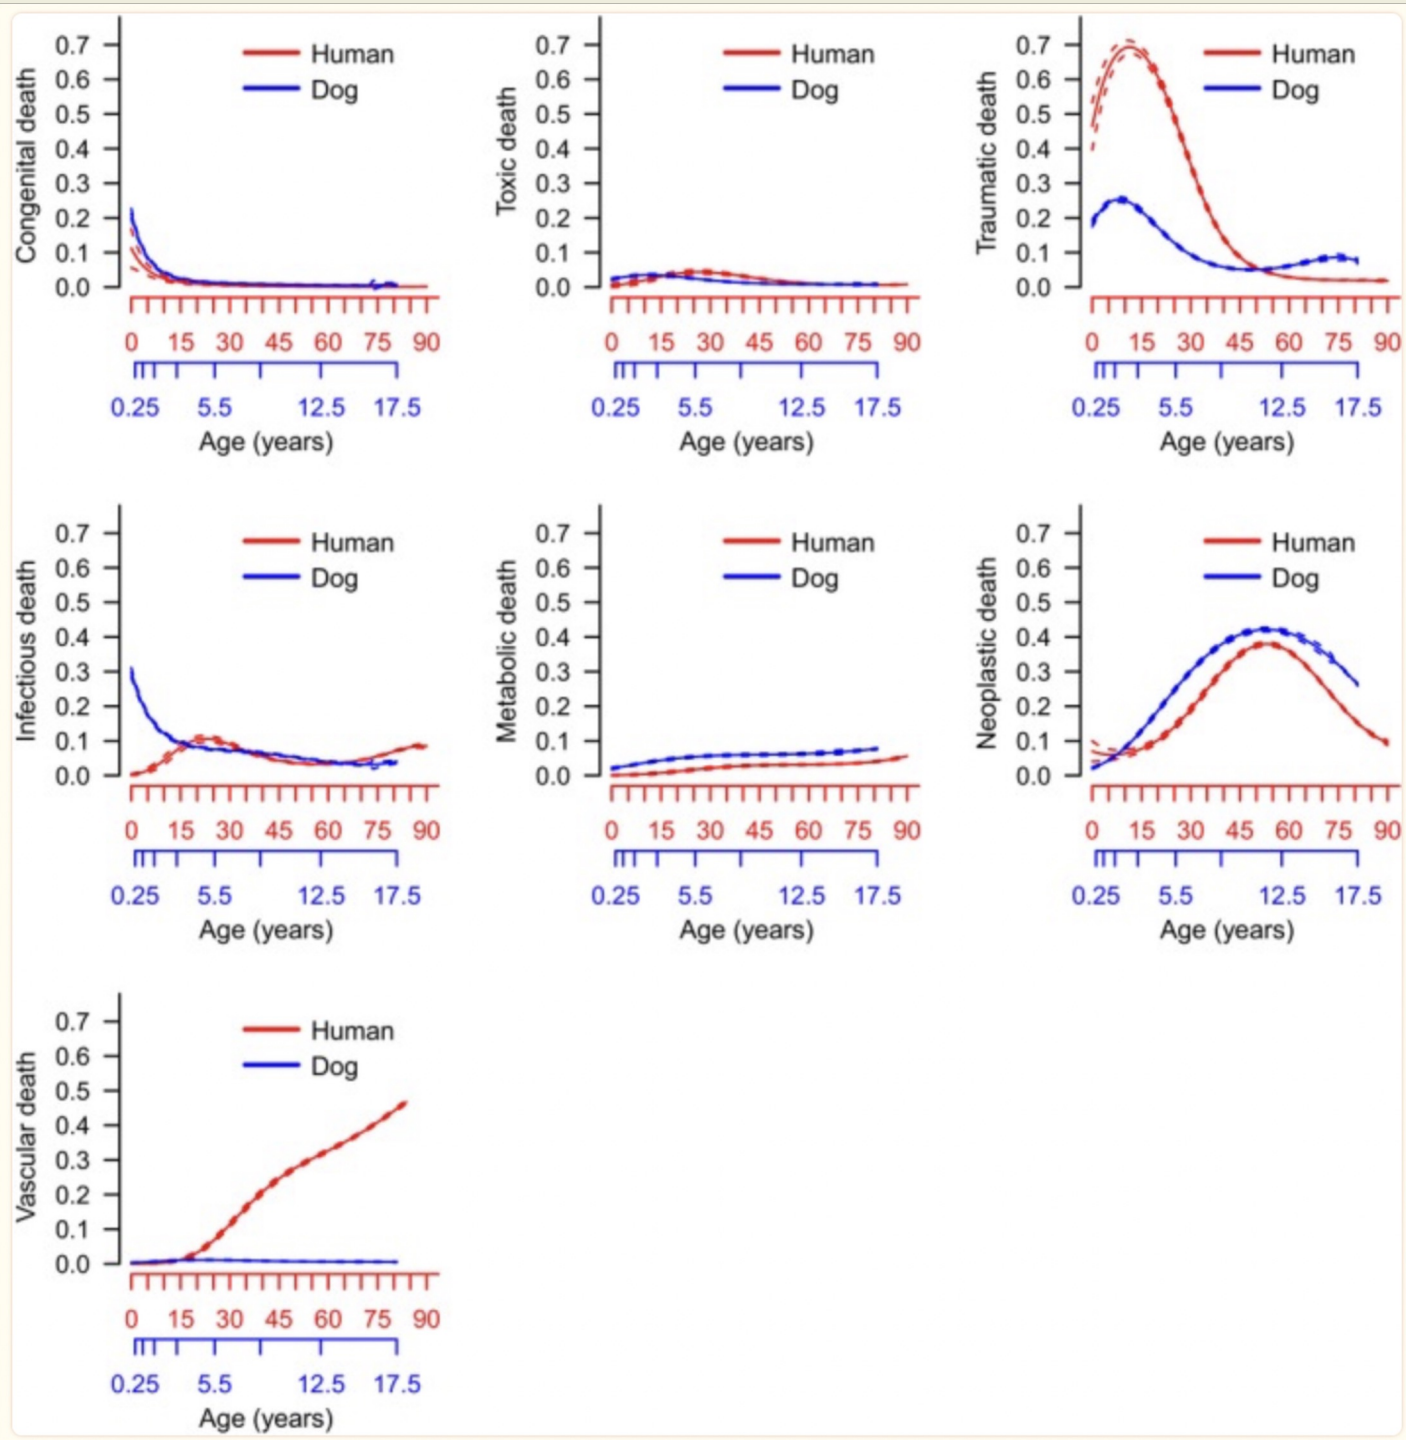 Congenital death
0.7
0.6
0.5
0.4
0.3
0.2
0.1
0.0
Human
Dog
0 15 30 45 60 75 90
0.25 5.5 12.5 17.5
Age (years)
Toxic death
0.7
0.6
0.5
0.4
0.3
0.2
0.1
0.0
Human
Dog
0 15 30 45 60 75 90
0.25 5.5 12.5 17.5
Age (years)
Traumatic death
0.7
0.6
0.5
0.4
0.3
0.2
0.1
0.0
Human
Dog
0 15 30 45 60 75 90
0.25 5.5 12.5 17.5
Age (years)
Infectious death
0.7
0.6
0.5
0.4
0.3
0.2
0.1
0.0
Human
Dog
0 15 30 45 60 75 90
0.25 5.5 12.5 17.5
Age (years)
Metabolic death
0.7
0.6
0.5
0.4
0.3
0.2
0.1
0.0
Human
Dog
0 15 30 45 60 75 90
0.25 5.5 12.5 17.5
Age (years)
Neoplastic death
0.7
0.6
0.5
0.4
0.3
0.2
0.1
0.0
Human
Dog
0 15 30 45 60 75 90
0.25 5.5 12.5 17.5
Age (years)
Vascular death
0.7
0.6
0.5
0.4
0.3
0.2
0.1
0.0
Human
Dog
0 15 30 45 60 75 90
0.25 5.5 12.5 17.5
Age (years)